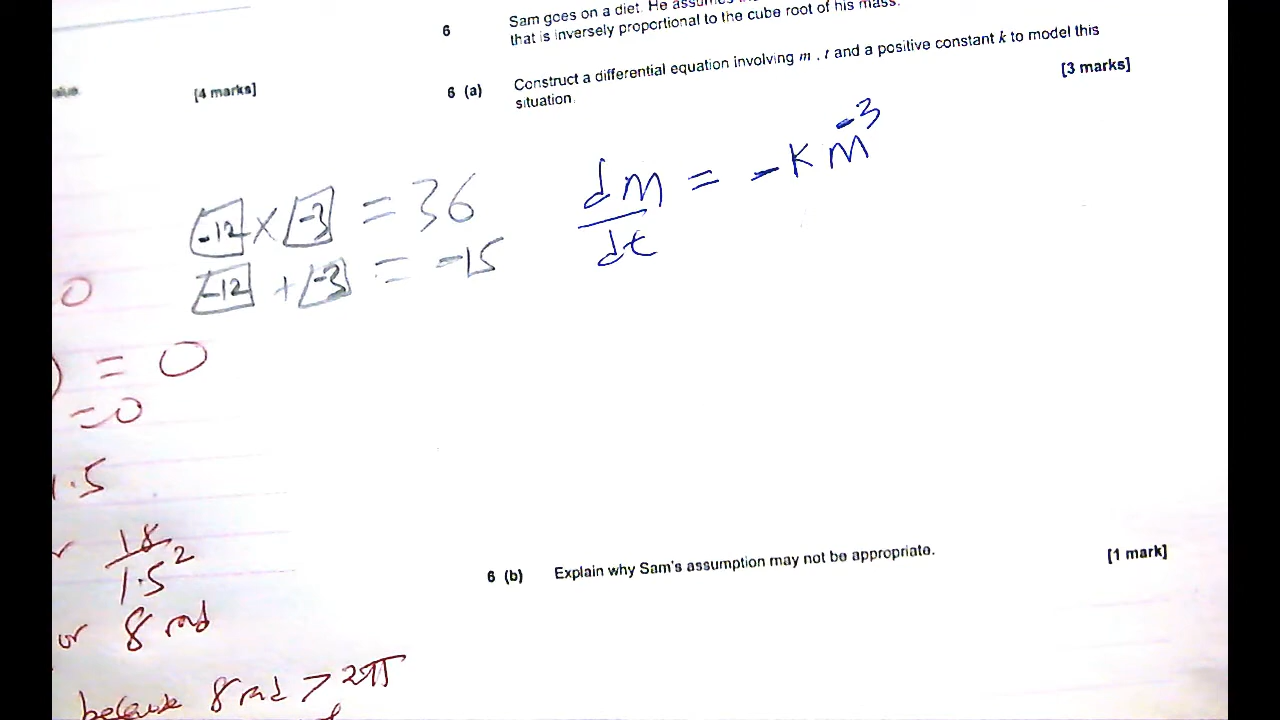 6 Sam goes on a diet. He
that is inversely proportional to the cube root of his mass.
6 (a) Construct a differential equation involving m , t and a positive constant k to model this
situation.
[3 marks]
dm/dt = -K m^-3
6 (b) Explain why Sam's assumption may not be appropriate.
[1 mark]
[4 marks]
-12 × -3 = 36
-12 + -3 = -15
0
) = 0
=0
.5
18/1.5²
or 8 rad
because 8 rad > 2π